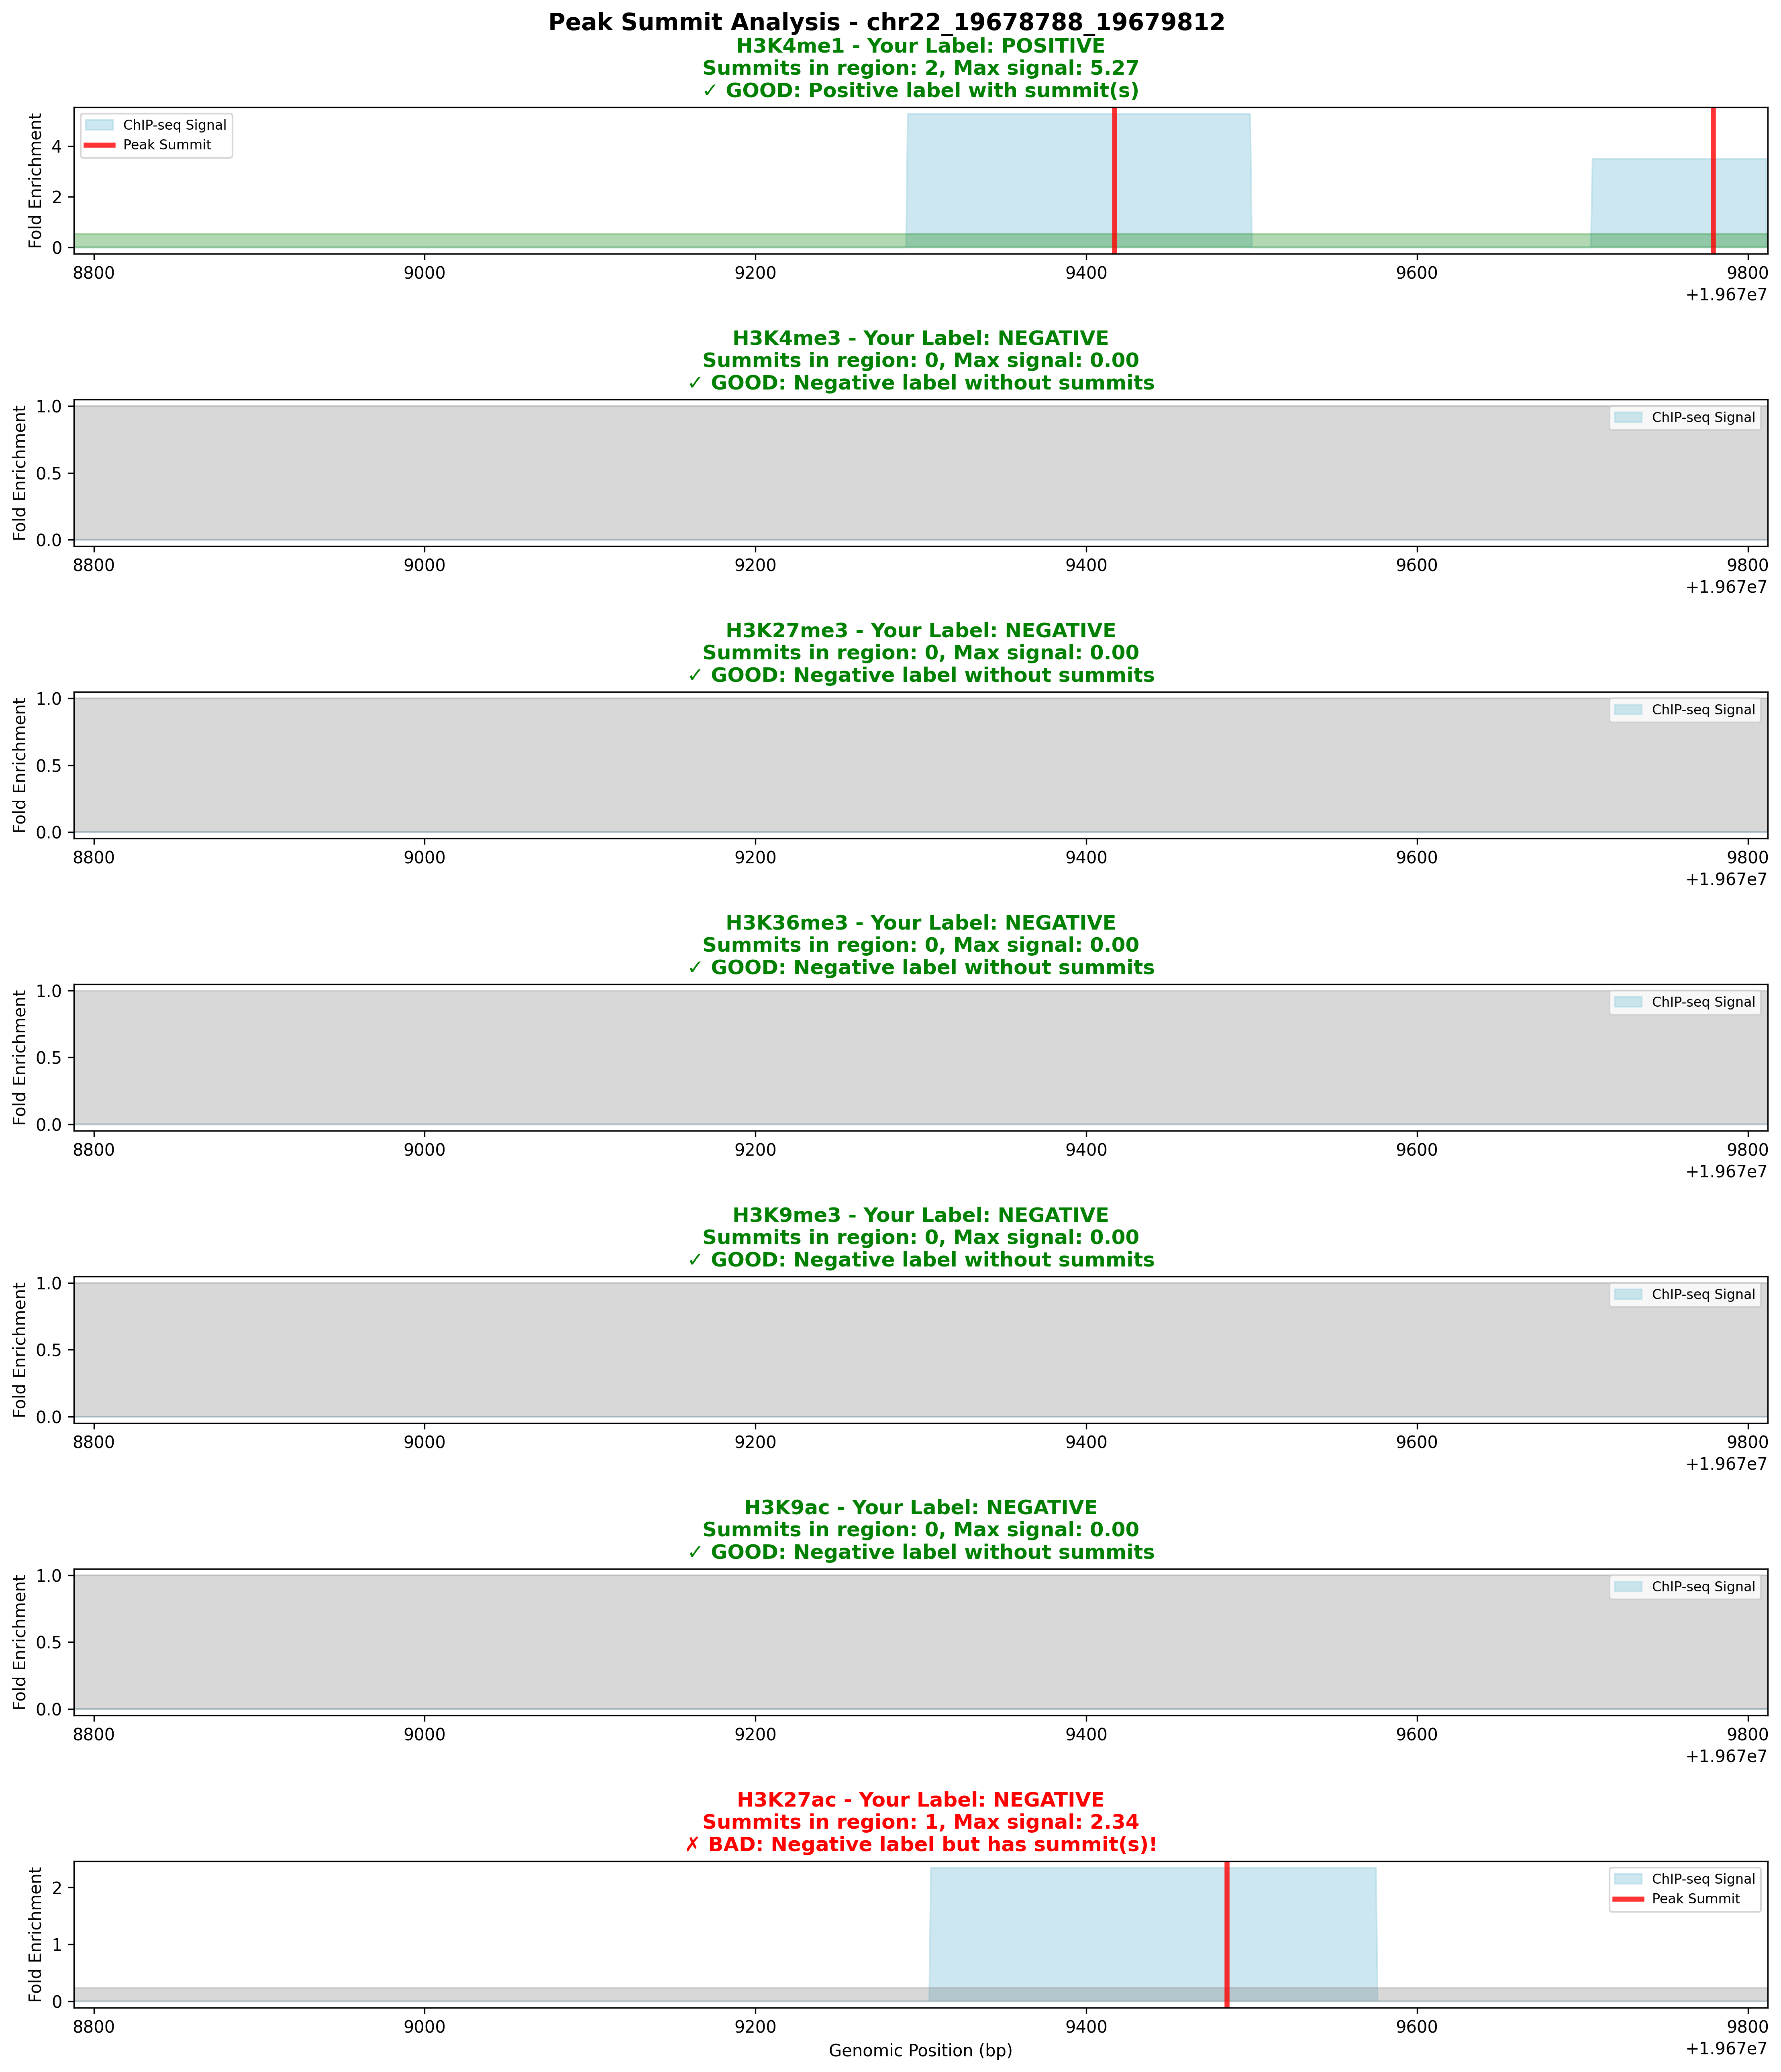 Peak Summit Analysis - chr22_19678788_19679812
H3K4me1 - Your Label: POSITIVE
Summits in region: 2, Max signal: 5.27
✓ GOOD: Positive label with summit(s)
Fold Enrichment
4
2
0
ChIP-seq Signal
Peak Summit
8800 9000 9200 9400 9600 9800
+1.967e7
H3K4me3 - Your Label: NEGATIVE
Summits in region: 0, Max signal: 0.00
✓ GOOD: Negative label without summits
Fold Enrichment
1.0
0.5
0.0
ChIP-seq Signal
8800 9000 9200 9400 9600 9800
+1.967e7
H3K27me3 - Your Label: NEGATIVE
Summits in region: 0, Max signal: 0.00
✓ GOOD: Negative label without summits
Fold Enrichment
1.0
0.5
0.0
ChIP-seq Signal
8800 9000 9200 9400 9600 9800
+1.967e7
H3K36me3 - Your Label: NEGATIVE
Summits in region: 0, Max signal: 0.00
✓ GOOD: Negative label without summits
Fold Enrichment
1.0
0.5
0.0
ChIP-seq Signal
8800 9000 9200 9400 9600 9800
+1.967e7
H3K9me3 - Your Label: NEGATIVE
Summits in region: 0, Max signal: 0.00
✓ GOOD: Negative label without summits
Fold Enrichment
1.0
0.5
0.0
ChIP-seq Signal
8800 9000 9200 9400 9600 9800
+1.967e7
H3K9ac - Your Label: NEGATIVE
Summits in region: 0, Max signal: 0.00
✓ GOOD: Negative label without summits
Fold Enrichment
1.0
0.5
0.0
ChIP-seq Signal
8800 9000 9200 9400 9600 9800
+1.967e7
H3K27ac - Your Label: NEGATIVE
Summits in region: 1, Max signal: 2.34
✗ BAD: Negative label but has summit(s)!
Fold Enrichment
2
1
0
ChIP-seq Signal
Peak Summit
8800 9000 9200 9400 9600 9800
+1.967e7
Genomic Position (bp)